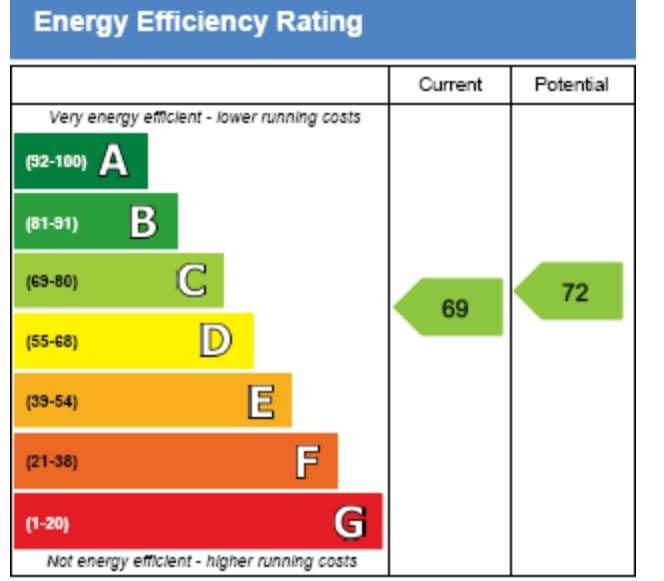 Energy Efficiency Rating
Current Potential
Very energy efficient - lower running costs
(92-100) A
(81-91) B
(69-80) C
72
69
(55-68) D
(39-54) E
(21-38) F
(1-20) G
Not energy efficient - higher running costs